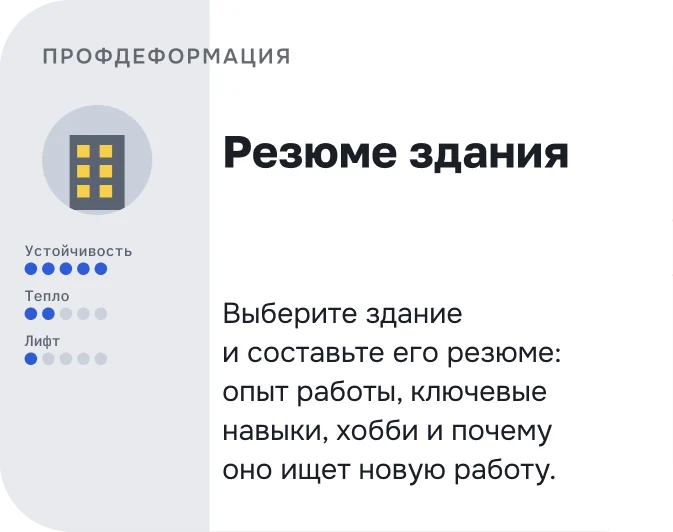 ПРОФДЕФОРМАЦИЯ
Резюме здания
Устойчивость
Тепло
Лифт
Выберите здание
и составьте его резюме:
опыт работы, ключевые
навыки, хобби и почему
оно ищет новую работу.